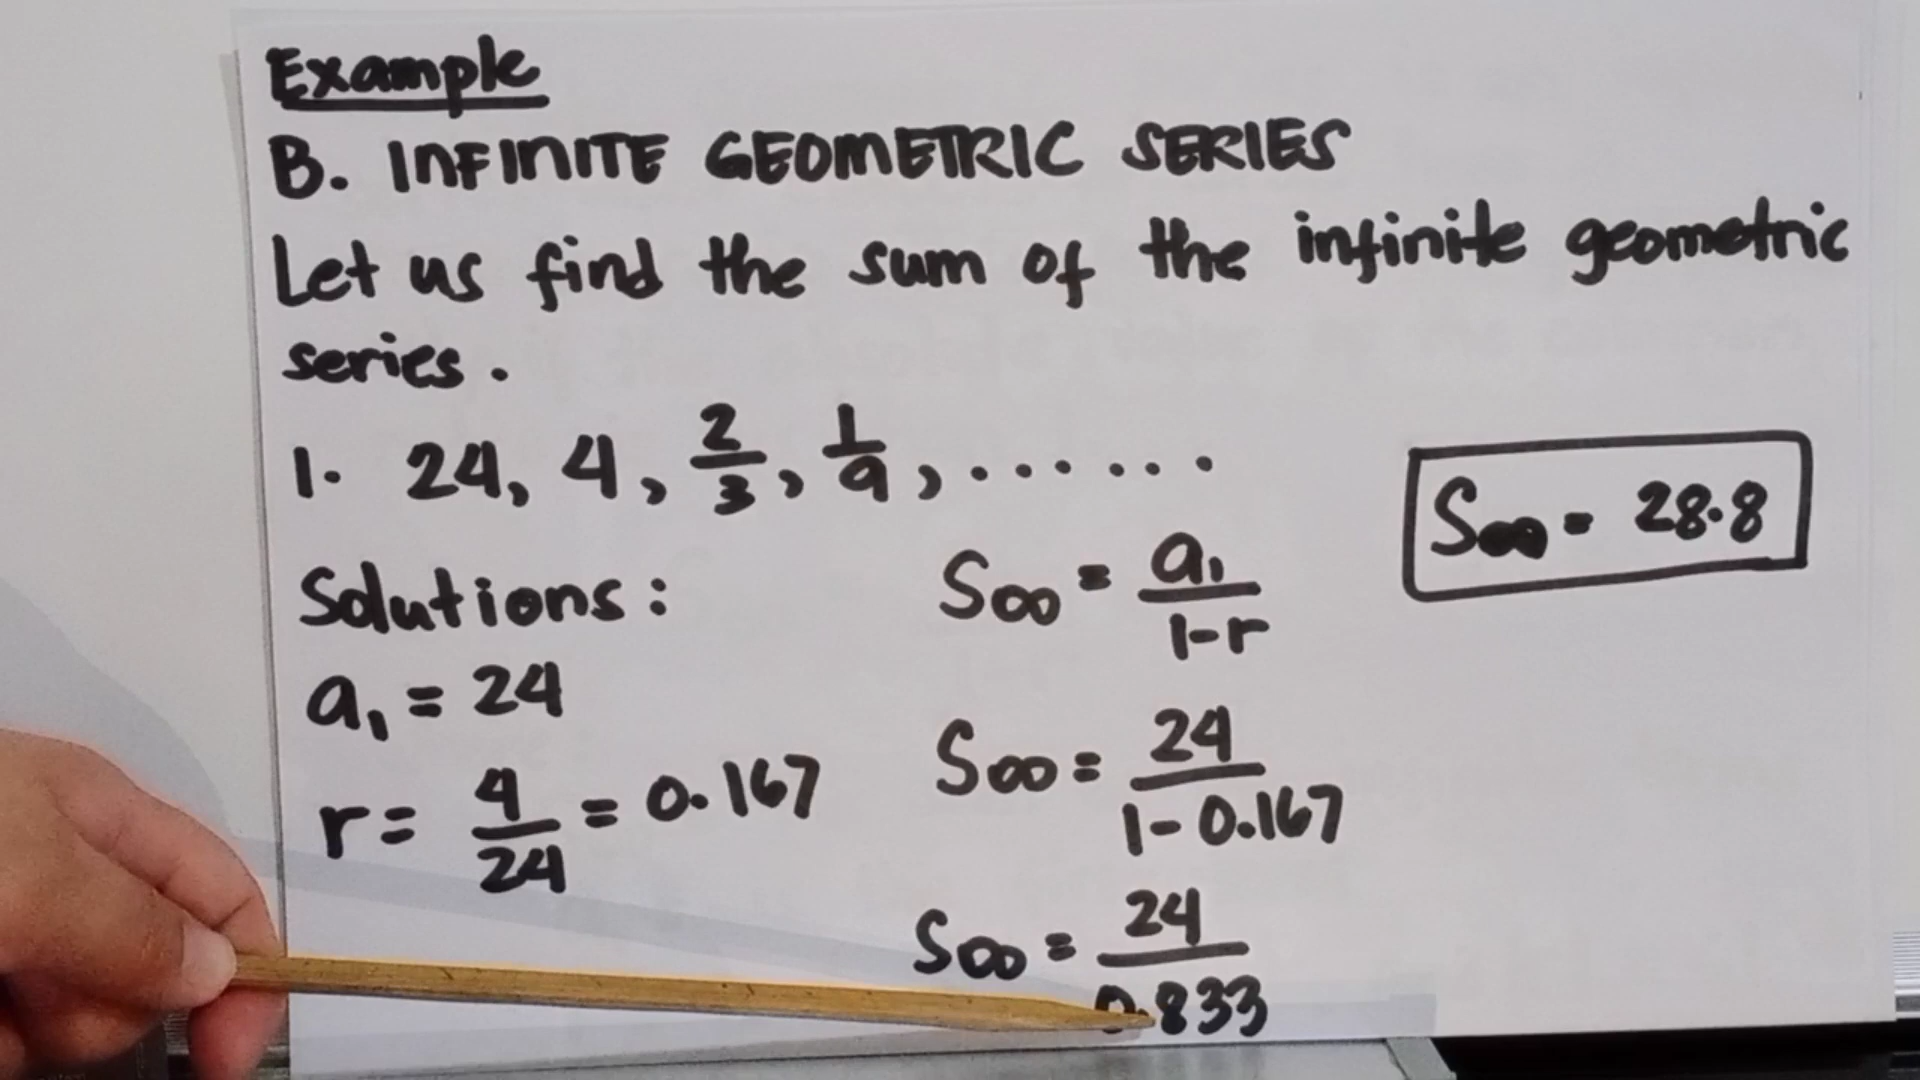 Example
B. INFINITE GEOMETRIC SERIES
Let us find the sum of the infinite geometric
series.
1. 24, 4, 2/3, 1/9, . . . . . .
Solutions:
a₁ = 24
r = 4/24 = 0.167
S∞ = a₁/1-r
S∞ = 24/1-0.167
S∞ = 24/0.833
S∞ = 28.8